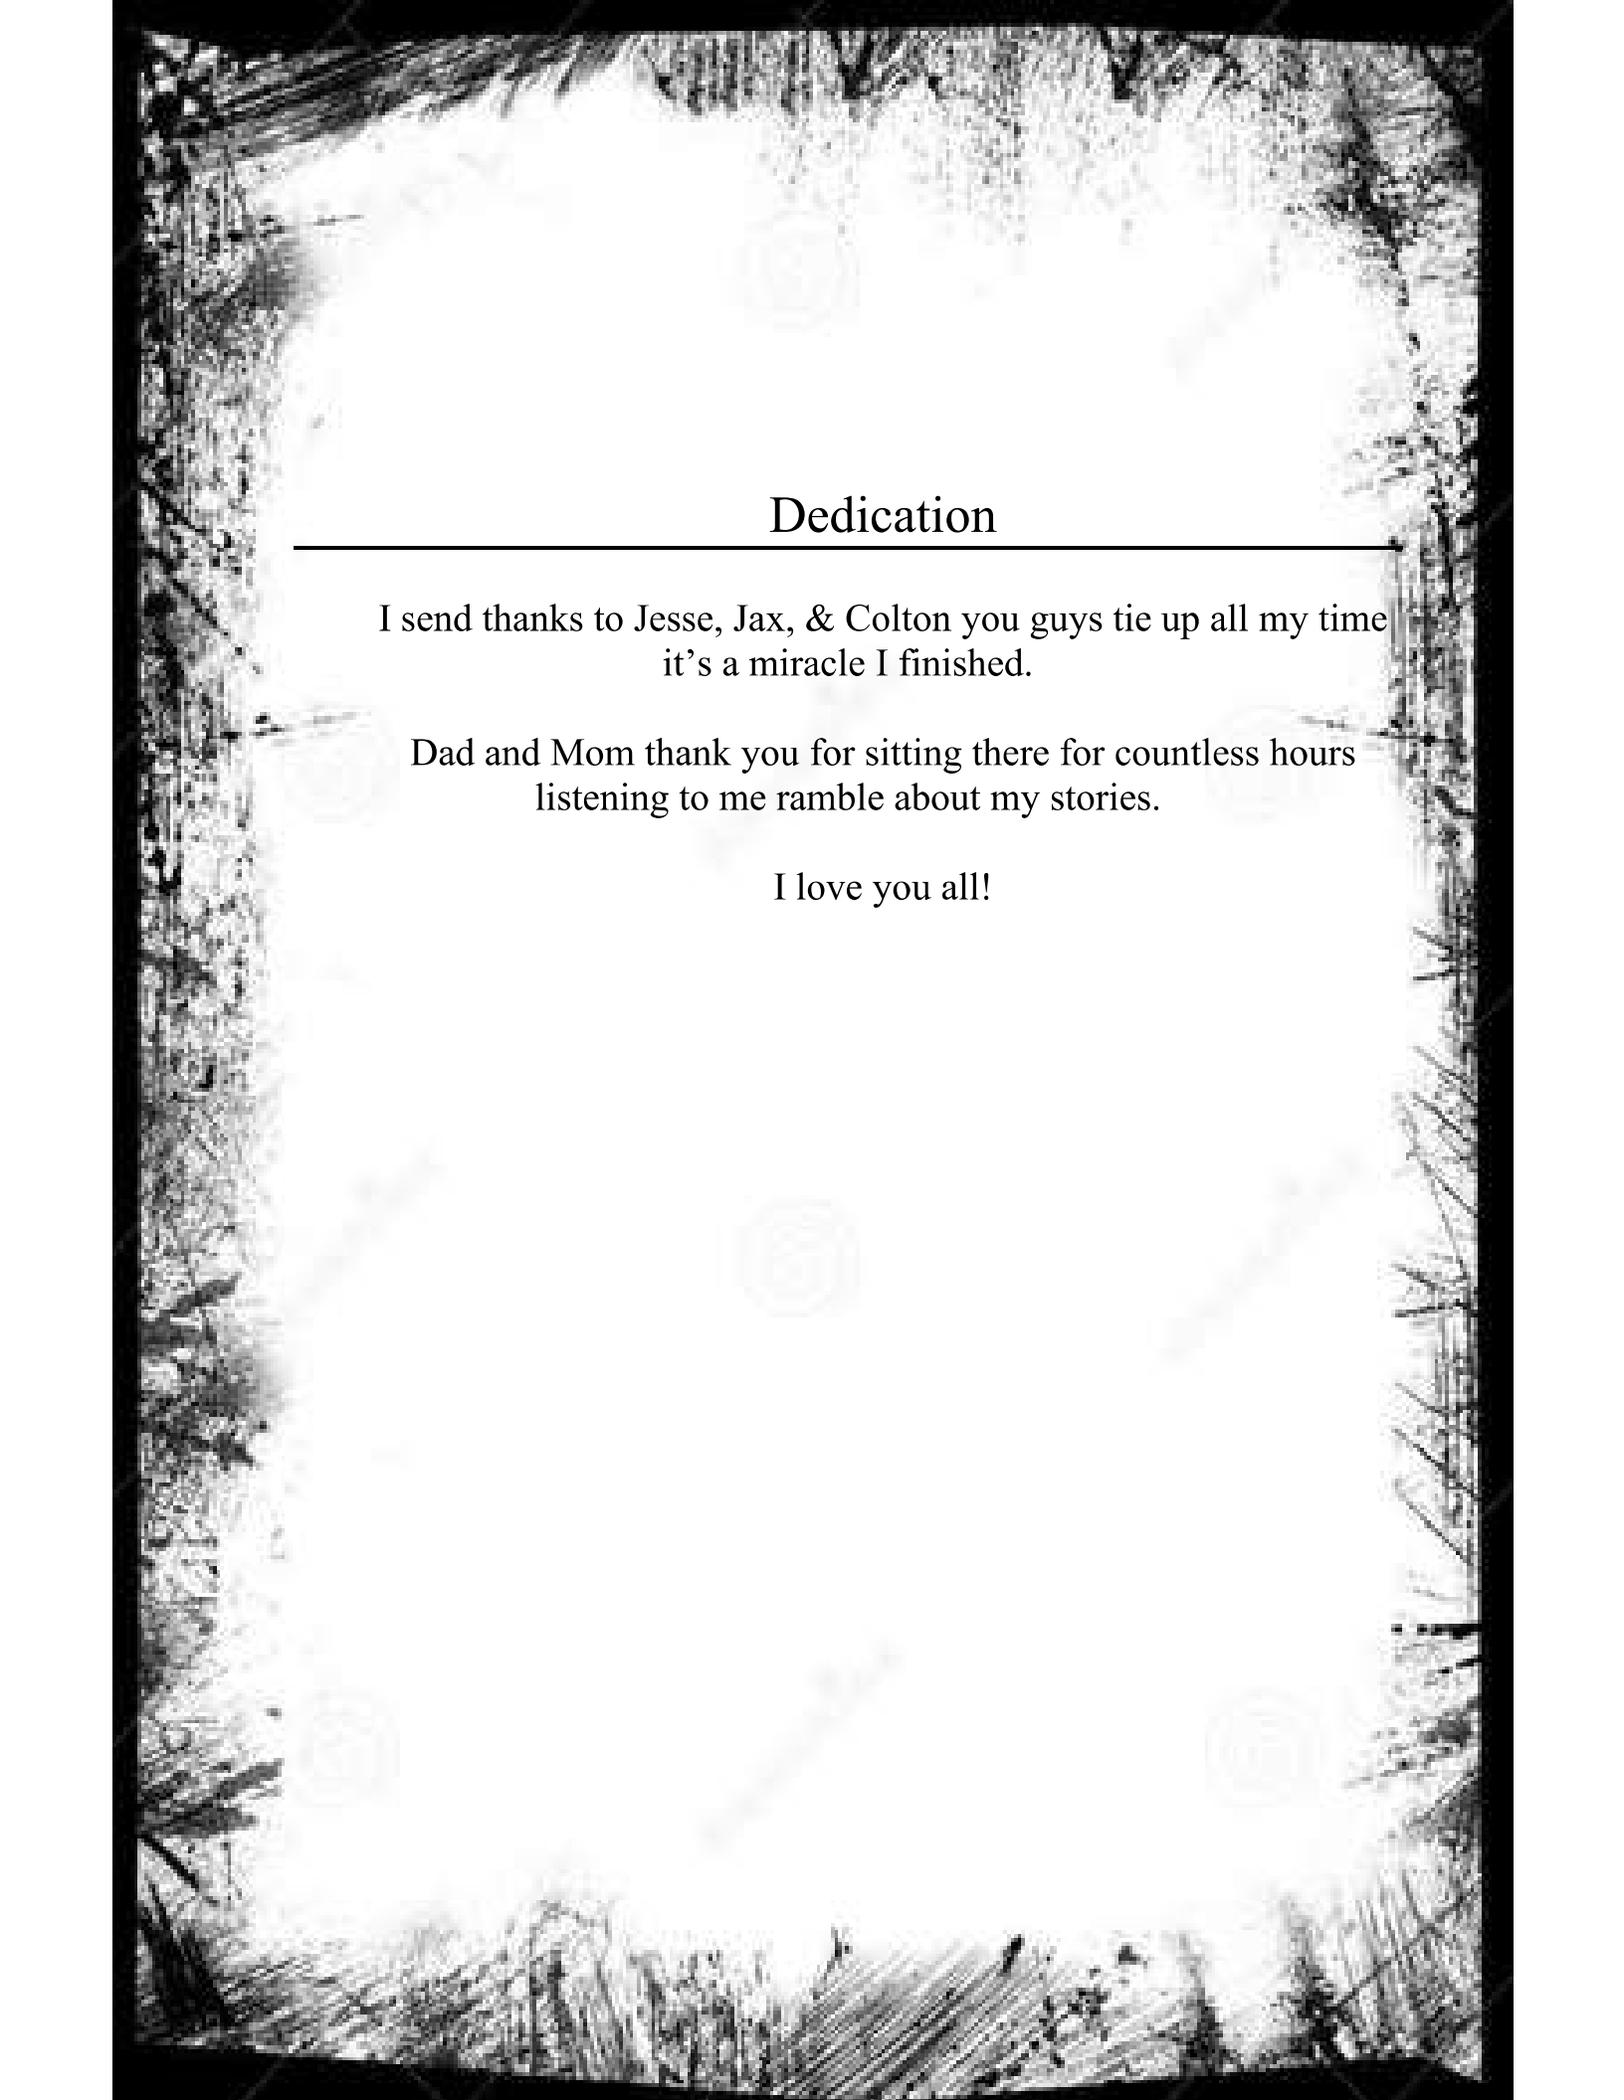 Dedication
I send thanks to Jesse, Jax, & Colton you guys tie up all my time
it’s a miracle I finished.
Dad and Mom thank you for sitting there for countless hours
listening to me ramble about my stories.
I love you all!